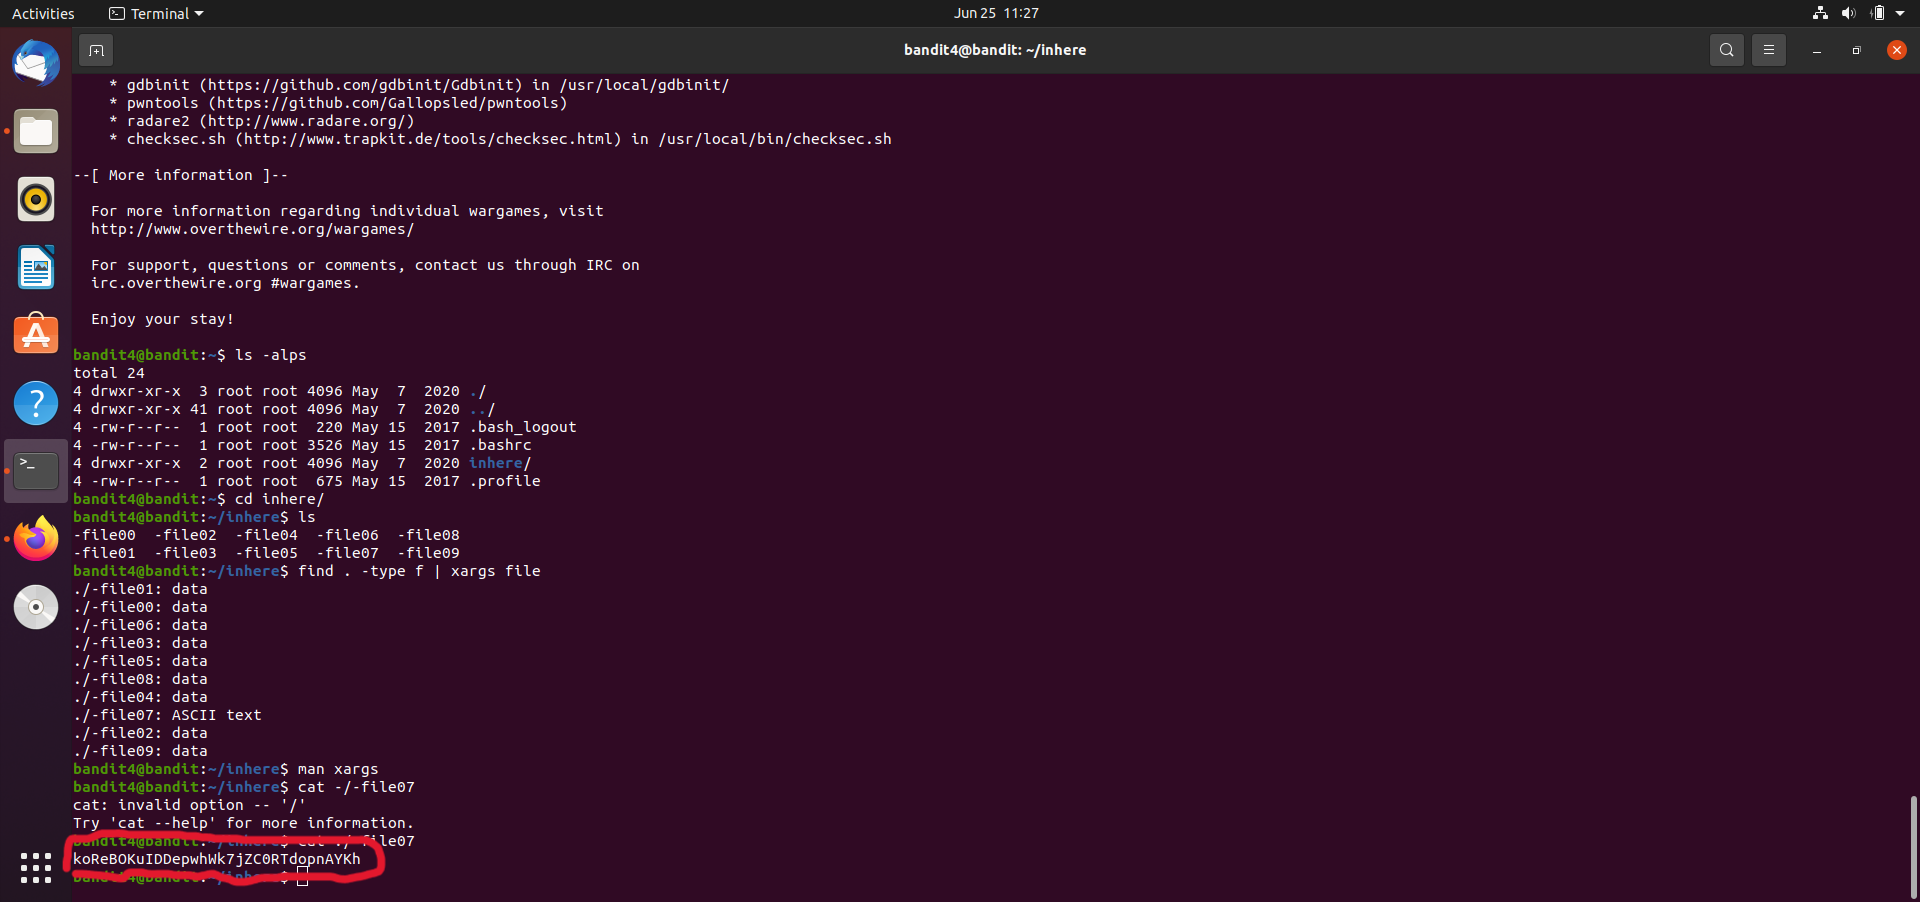 Activities
Terminal
Jun 25 11:27
bandit4@bandit: ~/inhere
* gdbinit (https://github.com/gdbinit/Gdbinit) in /usr/local/gdbinit/
* pwntools (https://github.com/Gallopsled/pwntools)
* radare2 (http://www.radare.org/)
* checksec.sh (http://www.trapkit.de/tools/checksec.html) in /usr/local/bin/checksec.sh
--[ More information ]--
For more information regarding individual wargames, visit
http://www.overthewire.org/wargames/
For support, questions or comments, contact us through IRC on
irc.overthewire.org #wargames.
Enjoy your stay!
bandit4@bandit:~$ ls -alps
total 24
4 drwxr-xr-x  3 root root 4096 May  7  2020 ./
4 drwxr-xr-x 41 root root 4096 May  7  2020 ../
4 -rw-r--r--  1 root root  220 May 15  2017 .bash_logout
4 -rw-r--r--  1 root root 3526 May 15  2017 .bashrc
4 drwxr-xr-x  2 root root 4096 May  7  2020 inhere/
4 -rw-r--r--  1 root root  675 May 15  2017 .profile
bandit4@bandit:~$ cd inhere/
bandit4@bandit:~/inhere$ ls
-file00  -file02  -file04  -file06  -file08
-file01  -file03  -file05  -file07  -file09
bandit4@bandit:~/inhere$ find . -type f | xargs file
./-file01: data
./-file00: data
./-file06: data
./-file03: data
./-file05: data
./-file08: data
./-file04: data
./-file07: ASCII text
./-file02: data
./-file09: data
bandit4@bandit:~/inhere$ man xargs
bandit4@bandit:~/inhere$ cat -/-file07
cat: invalid option -- '/'
Try 'cat --help' for more information.
bandit4@bandit:~/inhere$ cat ./-file07
koReBOKuIDDepwhWk7jZC0RTdopnAYKh
bandit4@bandit:~/inhere$